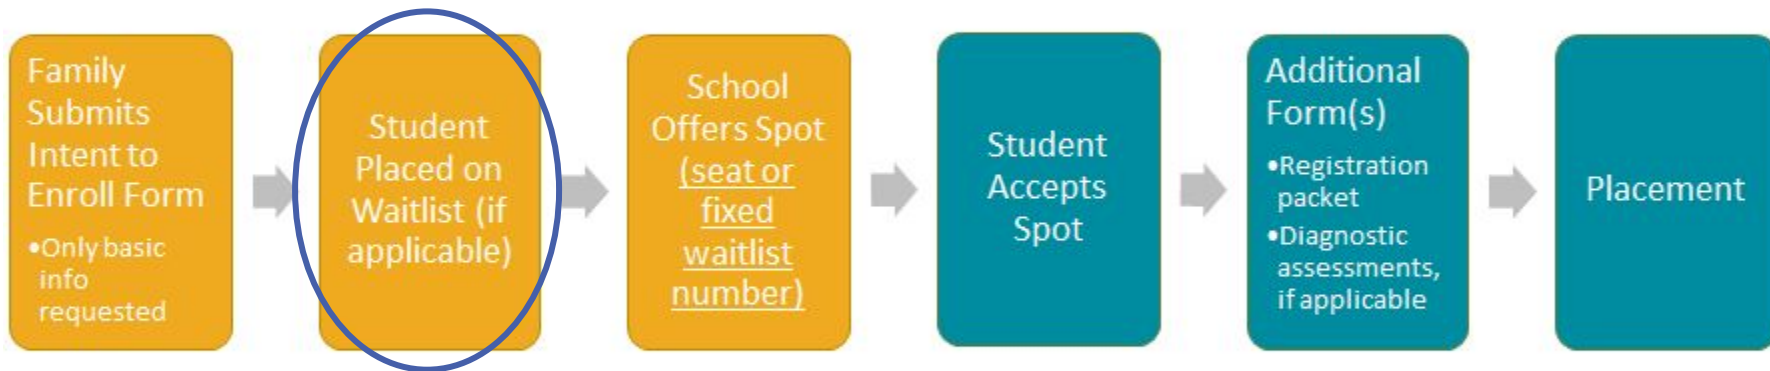 Family
Submits
Intent to
Enroll Form
•Only basic
info
requested
Student
Placed on
Waitlist (if
applicable)
School
Offers Spot
(seat or
fixed
waitlist
number)
Student
Accepts
Spot
Additional
Form(s)
•Registration
packet
•Diagnostic
assessments,
if applicable
Placement